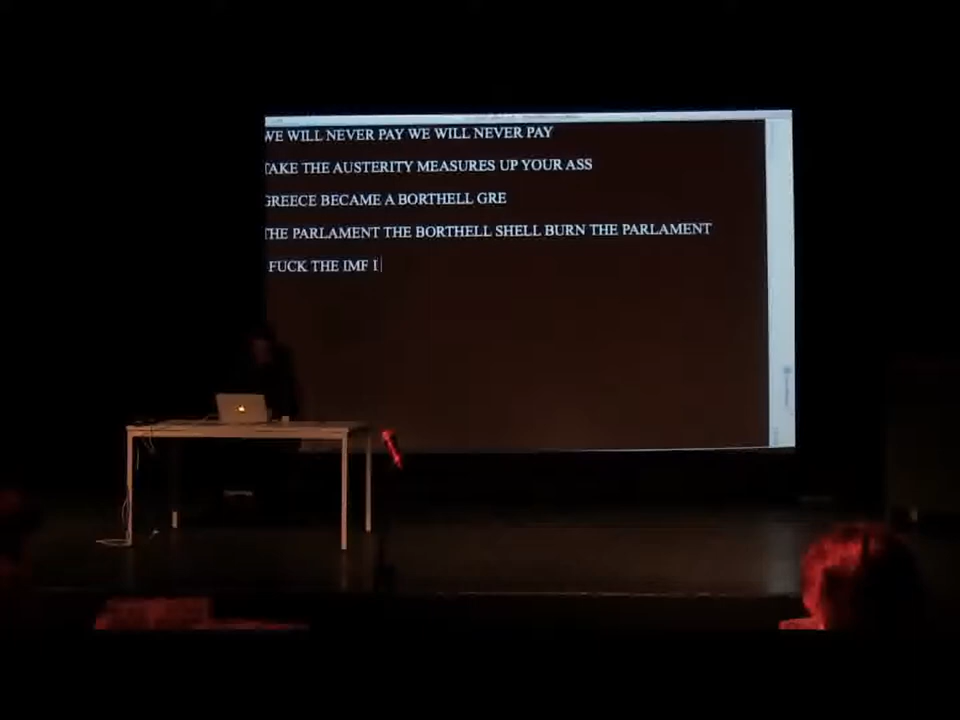 WE WILL NEVER PAY WE WILL NEVER PAY
TAKE THE AUSTERITY MEASURES UP YOUR ASS
GREECE BECAME A BORTHELL GRE
THE PARLAMENT THE BORTHELL SHELL BURN THE PARLAMENT
FUCK THE IMF I